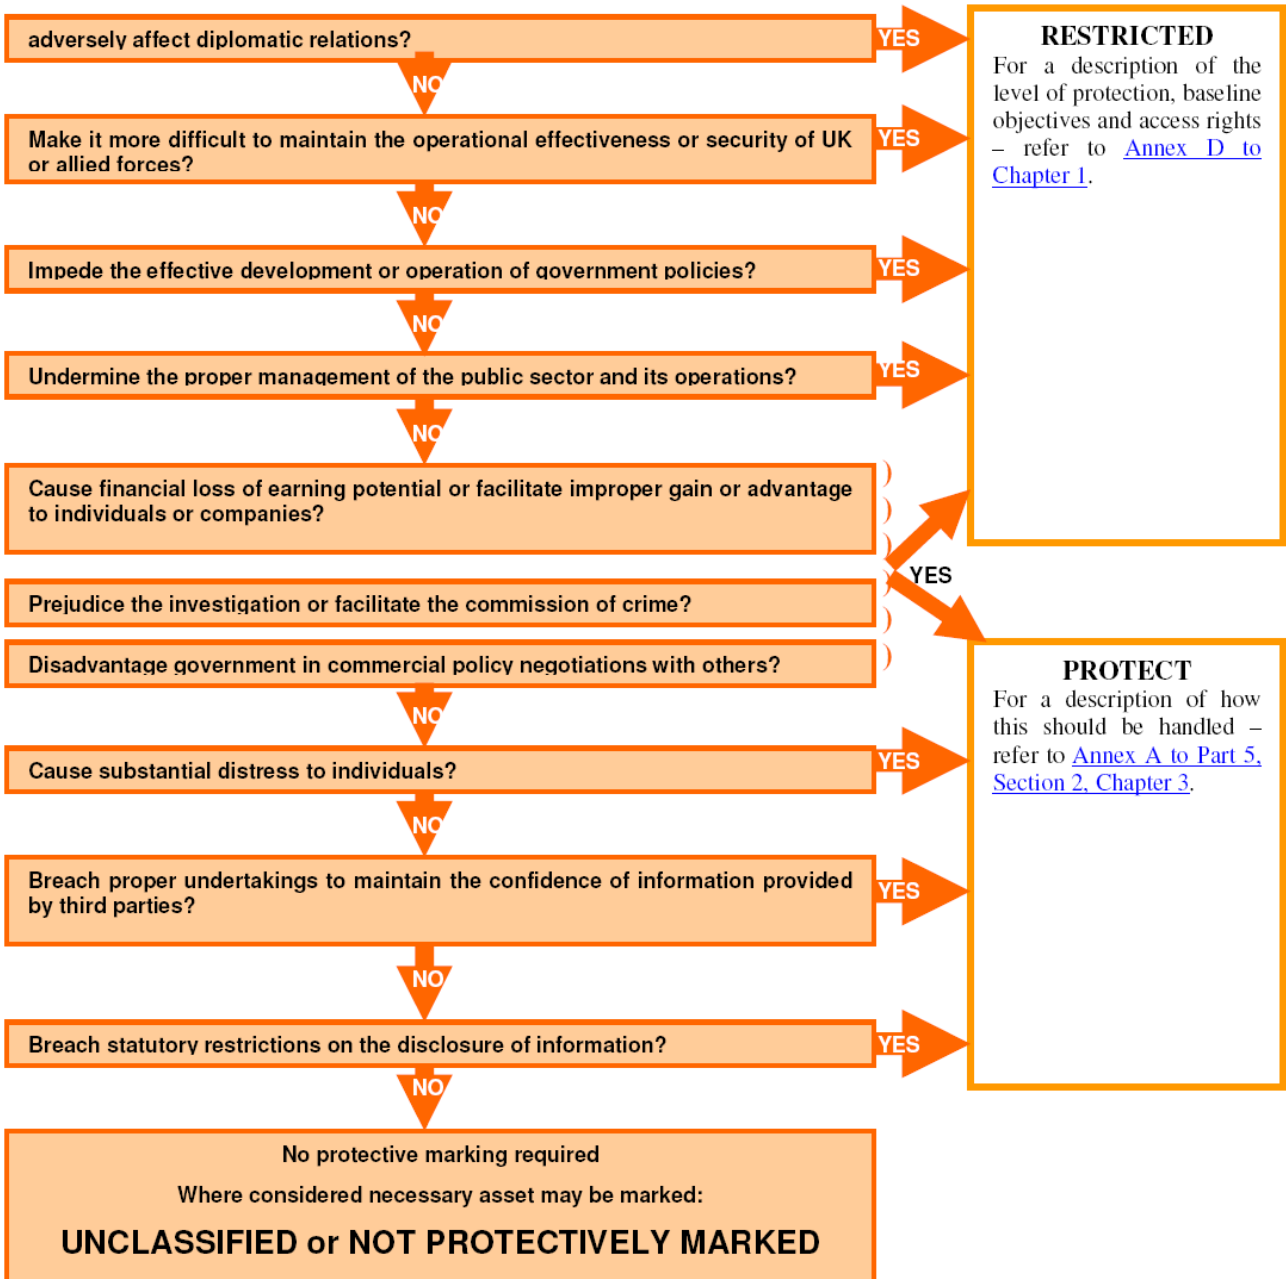 adversely affect diplomatic relations?
YES
NO
Make it more difficult to maintain the operational effectiveness or security of UK
or allied forces?
YES
NO
Impede the effective development or operation of government policies?
YES
NO
Undermine the proper management of the public sector and its operations?
YES
NO
Cause financial loss of earning potential or facilitate improper gain or advantage
to individuals or companies?
)
)
)
)
)
)
YES
Prejudice the investigation or facilitate the commission of crime?
Disadvantage government in commercial policy negotiations with others?
NO
Cause substantial distress to individuals?
YES
NO
Breach proper undertakings to maintain the confidence of information provided
by third parties?
YES
NO
Breach statutory restrictions on the disclosure of information?
YES
NO
No protective marking required
Where considered necessary asset may be marked:
UNCLASSIFIED or NOT PROTECTIVELY MARKED
RESTRICTED
For a description of the
level of protection, baseline
objectives and access rights
– refer to Annex D to
Chapter 1.
PROTECT
For a description of how
this should be handled –
refer to Annex A to Part 5,
Section 2, Chapter 3.